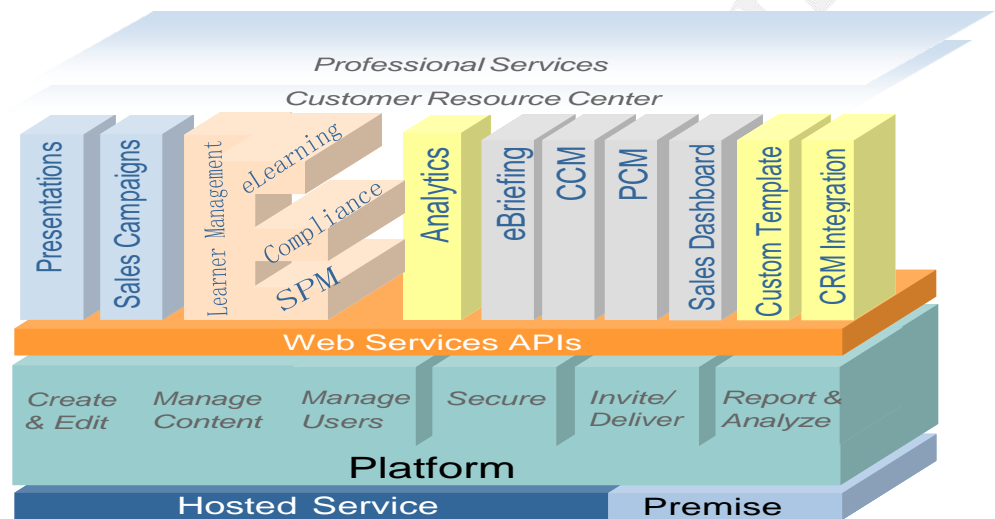 Professional Services
Customer Resource Center
Presentations
Sales Campaigns
Learner Management
eLearning
Compliance
SPM
Analytics
eBriefing
CCM
PCM
Sales Dashboard
Custom Template
CRM Integration
Web Services APIs
Create
& Edit
Manage
Content
Manage
Users
Secure
Invite/
Deliver
Report &
Analyze
Platform
Hosted Service
Premise